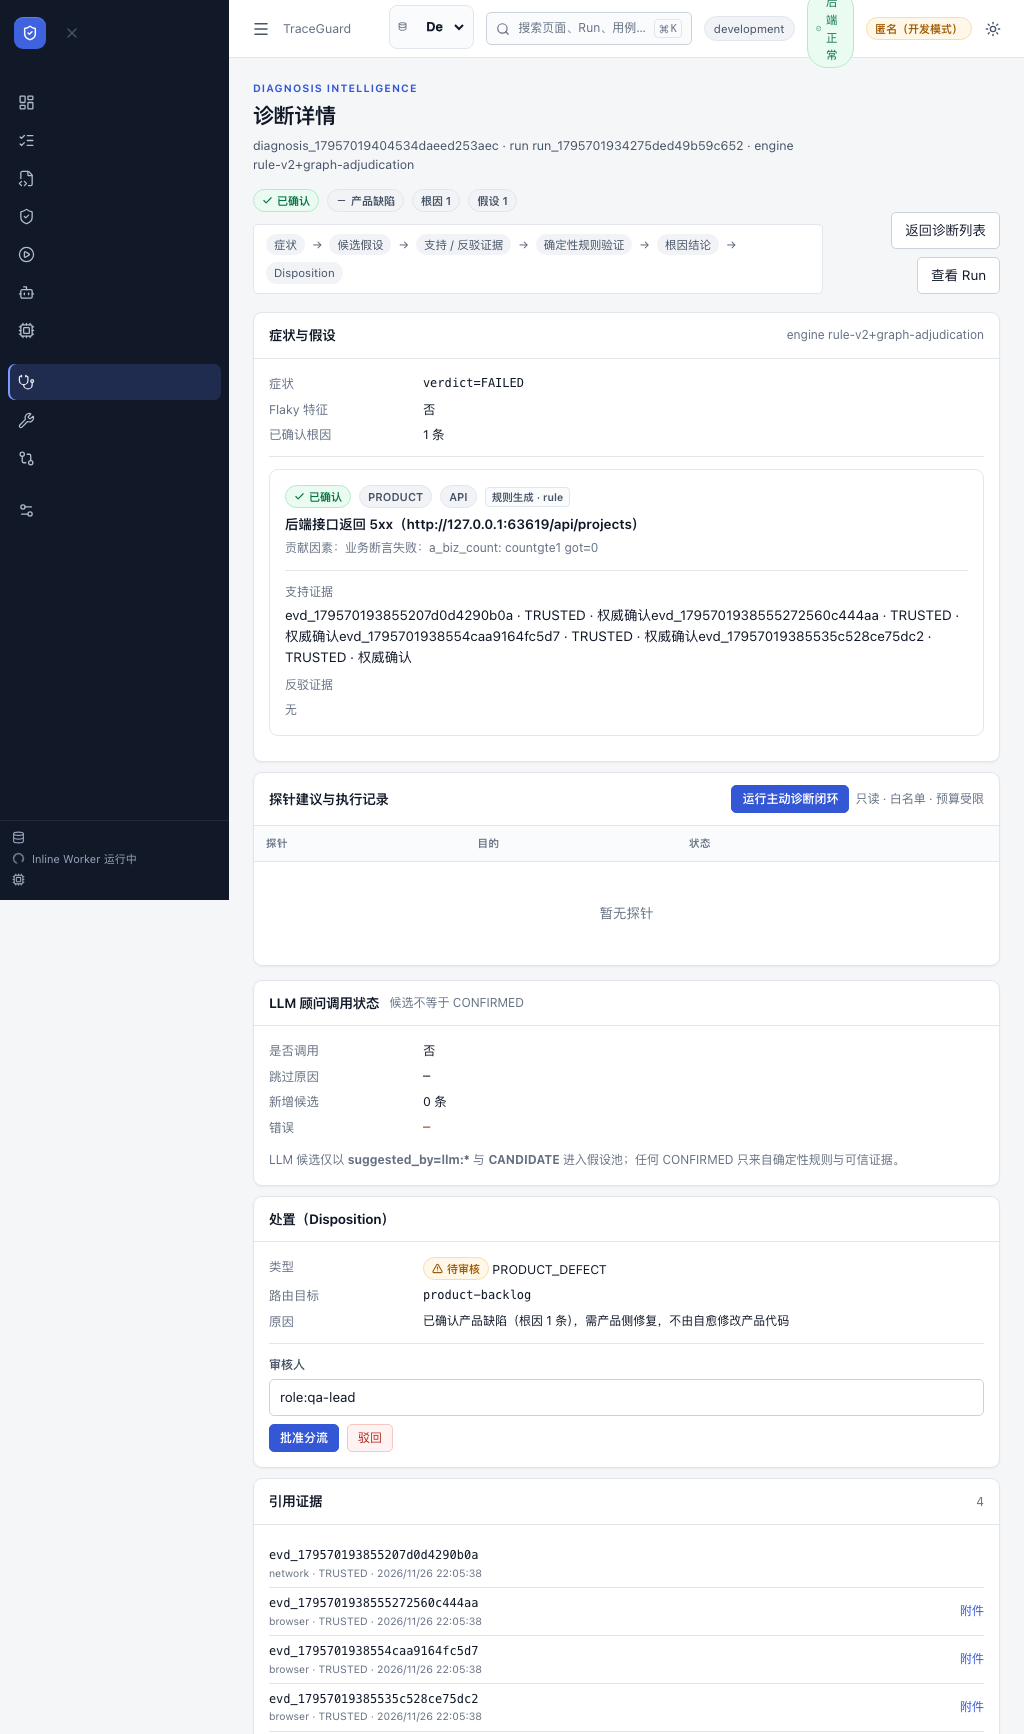 TraceGuard
De
搜索页面、Run、用例...
⌘K
development
后端正常
匿名（开发模式）
DIAGNOSIS INTELLIGENCE
诊断详情
diagnosis_17957019404534daeed253aec · run run_1795701934275ded49b59c652 · engine
rule-v2+graph-adjudication
已确认
产品缺陷
根因 1
假设 1
症状 → 候选假设 → 支持 / 反驳证据 → 确定性规则验证 → 根因结论 →
Disposition
返回诊断列表
查看 Run
症状与假设
engine rule-v2+graph-adjudication
症状 verdict=FAILED
Flaky 特征 否
已确认根因 1 条
已确认 PRODUCT API 规则生成 · rule
后端接口返回 5xx（http://127.0.0.1:63619/api/projects）
贡献因素：业务断言失败：a_biz_count: countgte1 got=0
支持证据
evd_179570193855207d0d4290b0a · TRUSTED · 权威确认evd_1795701938555272560c444aa · TRUSTED ·
权威确认evd_1795701938554caa9164fc5d7 · TRUSTED · 权威确认evd_17957019385535c528ce75dc2 ·
TRUSTED · 权威确认
反驳证据
无
探针建议与执行记录
运行主动诊断闭环
只读 · 白名单 · 预算受限
探针 目的 状态
暂无探针
LLM 顾问调用状态 候选不等于 CONFIRMED
是否调用 否
跳过原因 —
新增候选 0 条
错误 —
LLM 候选仅以 suggested_by=llm:* 与 CANDIDATE 进入假设池；任何 CONFIRMED 只来自确定性规则与可信证据。
处置（Disposition）
类型 待审核 PRODUCT_DEFECT
路由目标 product-backlog
原因 已确认产品缺陷（根因 1 条），需产品侧修复，不由自愈修改产品代码
审核人
role:qa-lead
批准分流 驳回
引用证据 4
evd_179570193855207d0d4290b0a
network · TRUSTED · 2026/11/26 22:05:38
evd_1795701938555272560c444aa
browser · TRUSTED · 2026/11/26 22:05:38
附件
evd_1795701938554caa9164fc5d7
browser · TRUSTED · 2026/11/26 22:05:38
附件
evd_17957019385535c528ce75dc2
browser · TRUSTED · 2026/11/26 22:05:38
附件
Inline Worker 运行中